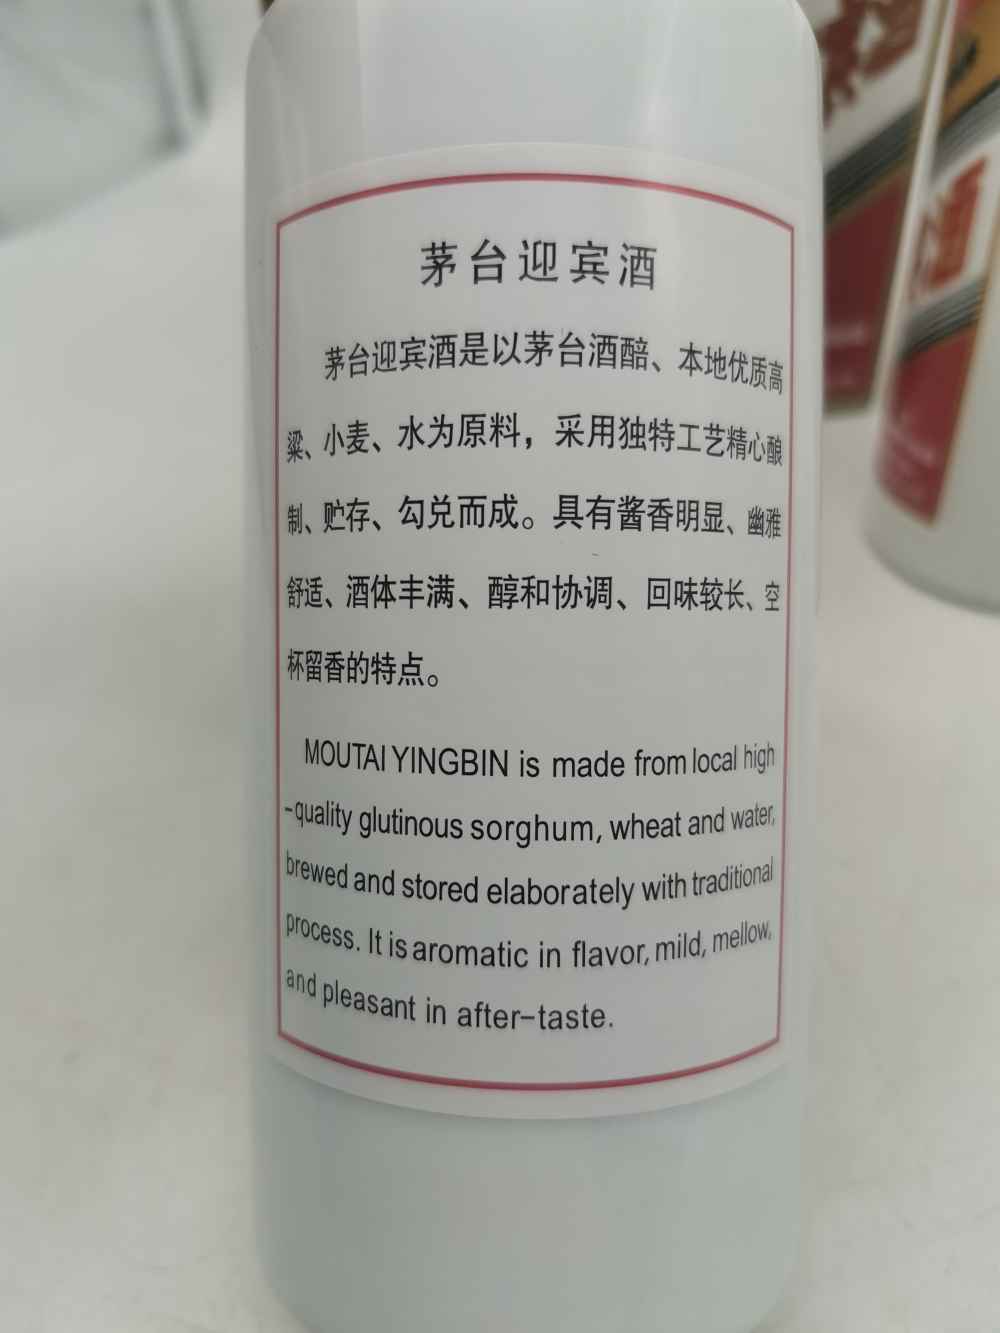 茅台迎宾酒
茅台迎宾酒是以茅台酒醅、本地优质高
粱、小麦、水为原料，采用独特工艺精心酿
制、贮存、勾兑而成。具有酱香明显、幽雅
舒适、酒体丰满、醇和协调、回味较长、空
杯留香的特点。
MOUTAI YINGBIN is made from local high
-quality glutinous sorghum, wheat and water,
brewed and stored elaborately with traditional
process. It is aromatic in flavor, mild, mellow,
and pleasant in after-taste.